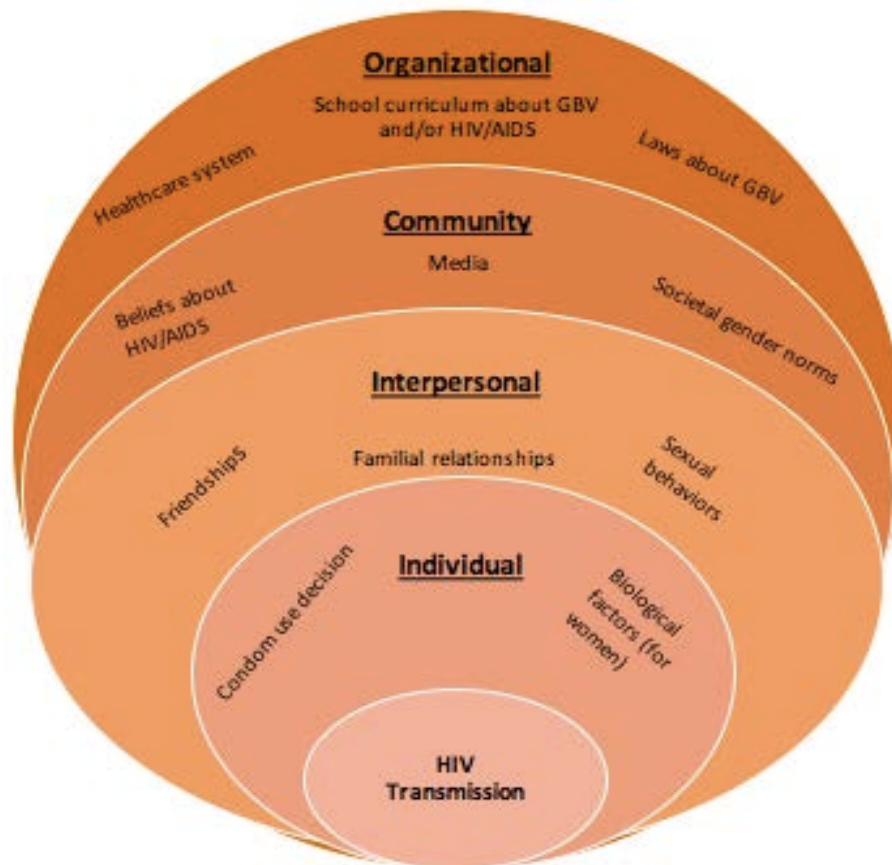 Organizational
School curriculum about GBV
and/or HIV/AIDS
Healthcare system
Laws about GBV
Community
Media
Beliefs about
HIV/AIDS
Societal gender norms
Interpersonal
Friendships
Familial relationships
Sexual
behaviors
Individual
Condom use decision
Biological
factors (for
women)
HIV
Transmission